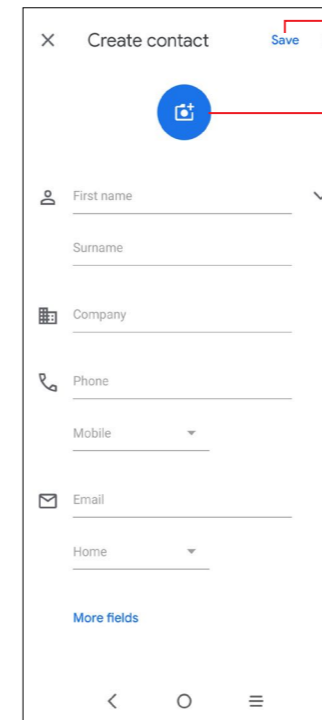 Create contact Save
First name
Surname
Company
Phone
Mobile
Email
Home
More fields